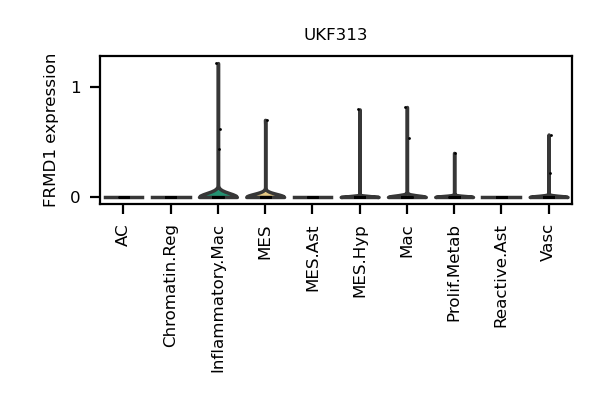 UKF313
FRMD1 expression
1
0
AC
Chromatin.Reg
Inflammatory.Mac
MES
MES.Ast
MES.Hyp
Mac
Prolif.Metab
Reactive.Ast
Vasc